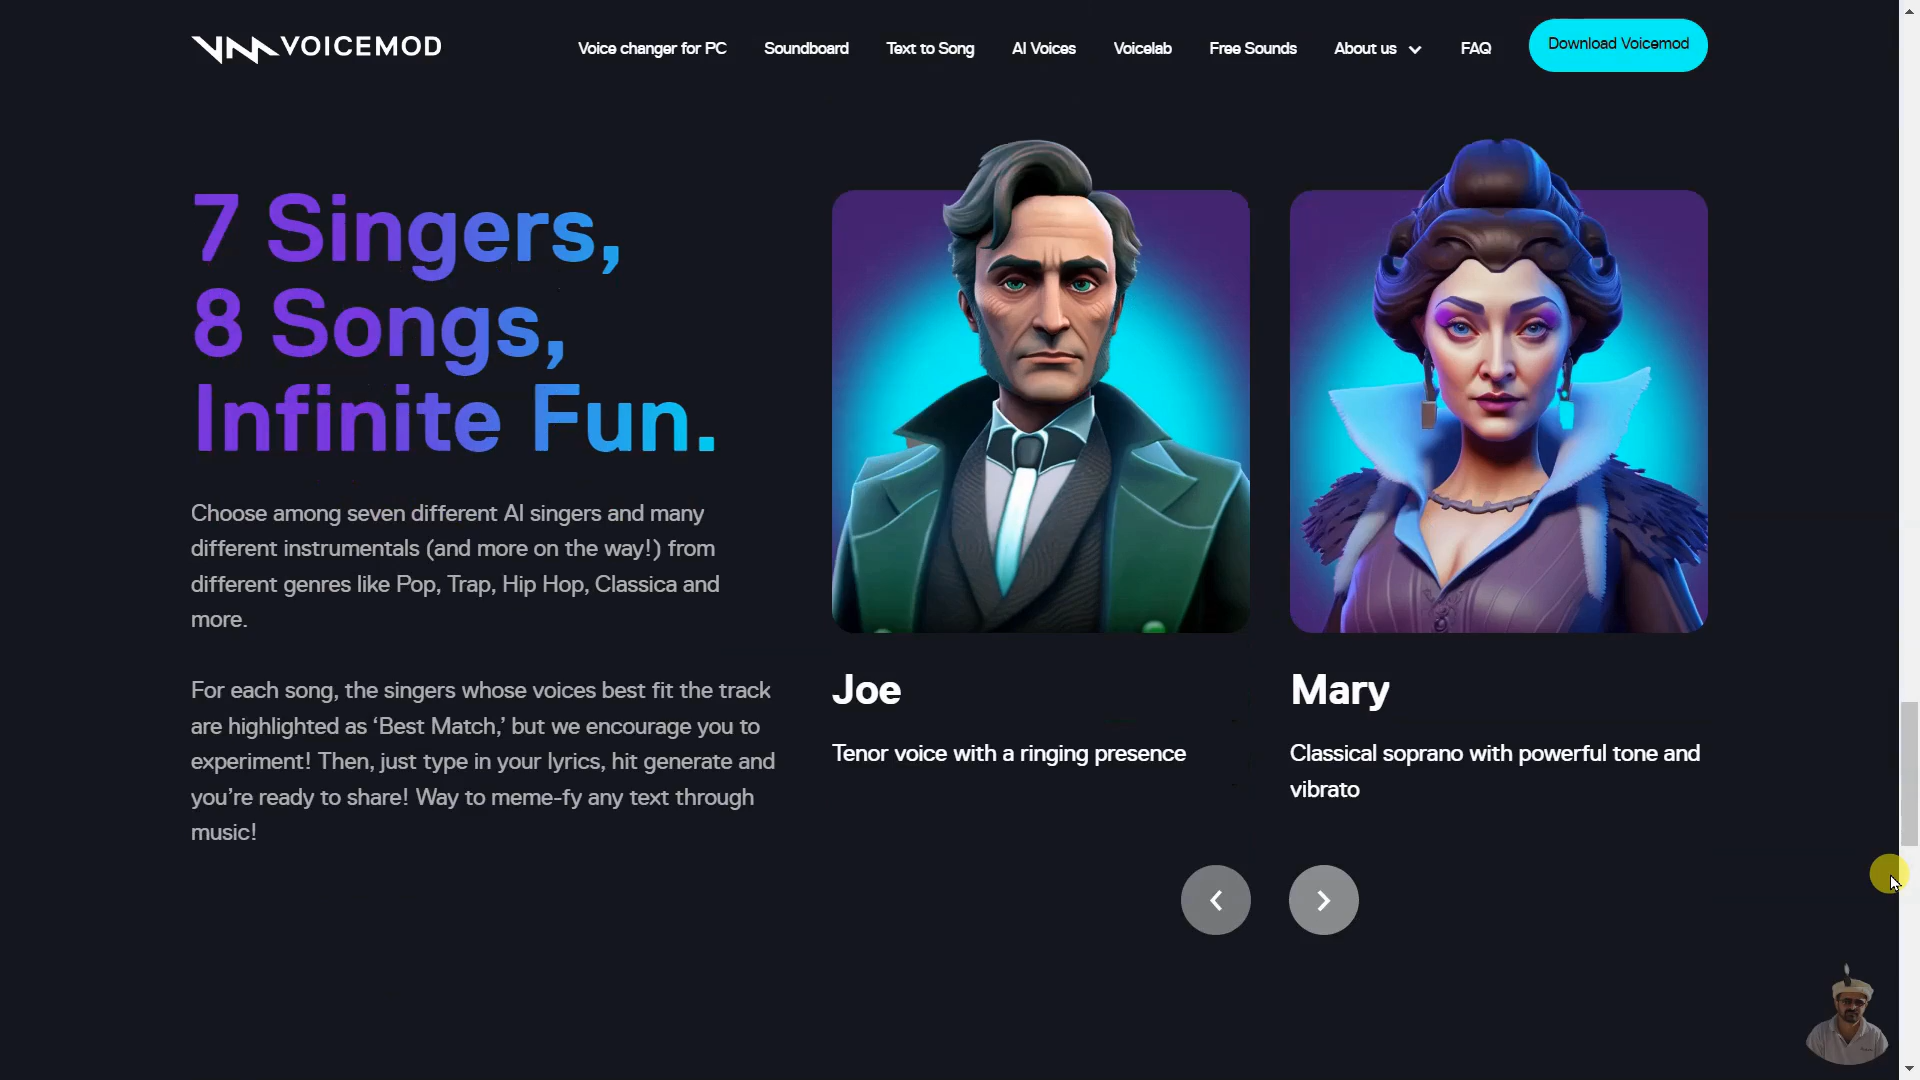 VOICEMOD
Voice changer for PC
Soundboard
Text to Song
AI Voices
Voicelab
Free Sounds
About us
FAQ
Download Voicemod
7 Singers,
8 Songs,
Infinite Fun.
Choose among seven different AI singers and many
different instrumentals (and more on the way!) from
different genres like Pop, Trap, Hip Hop, Classica and
more.
For each song, the singers whose voices best fit the track
are highlighted as ‘Best Match,’ but we encourage you to
experiment! Then, just type in your lyrics, hit generate and
you’re ready to share! Way to meme-fy any text through
music!
Joe
Tenor voice with a ringing presence
Mary
Classical soprano with powerful tone and
vibrato